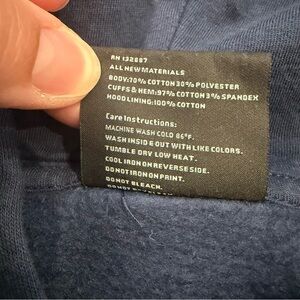 RN 132887
ALL NEW MATERIALS
BODY:70% COTTON 30% POLYESTER
CUFFS & HEM:97% COTTON 3% SPANDEX
HOOD LINING:100% COTTON
Care Instructions:
MACHINE WASH COLD 86°F.
WASH INSIDE OUT WITH LIKE COLORS.
TUMBLE DRY LOW HEAT.
COOL IRON ON REVERSE SIDE.
DO NOT IRON ON PRINT.
DO NOT BLEACH.